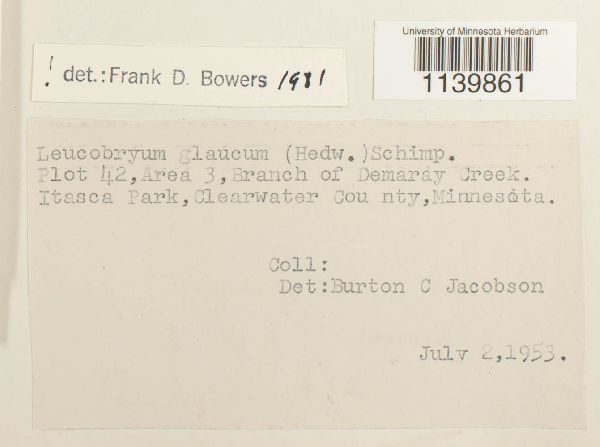 University of Minnesota Herbarium
1139861
! det.: Frank D. Bowers 1981
Leucobryum glaucum (Hedw.)Schimp.
Plot 42,Area 3,Branch of Demaray Creek.
Itasca Park,Clearwater Cou nty,Minnesota.
Coll:
Det:Burton C Jacobson
July 2,1953.